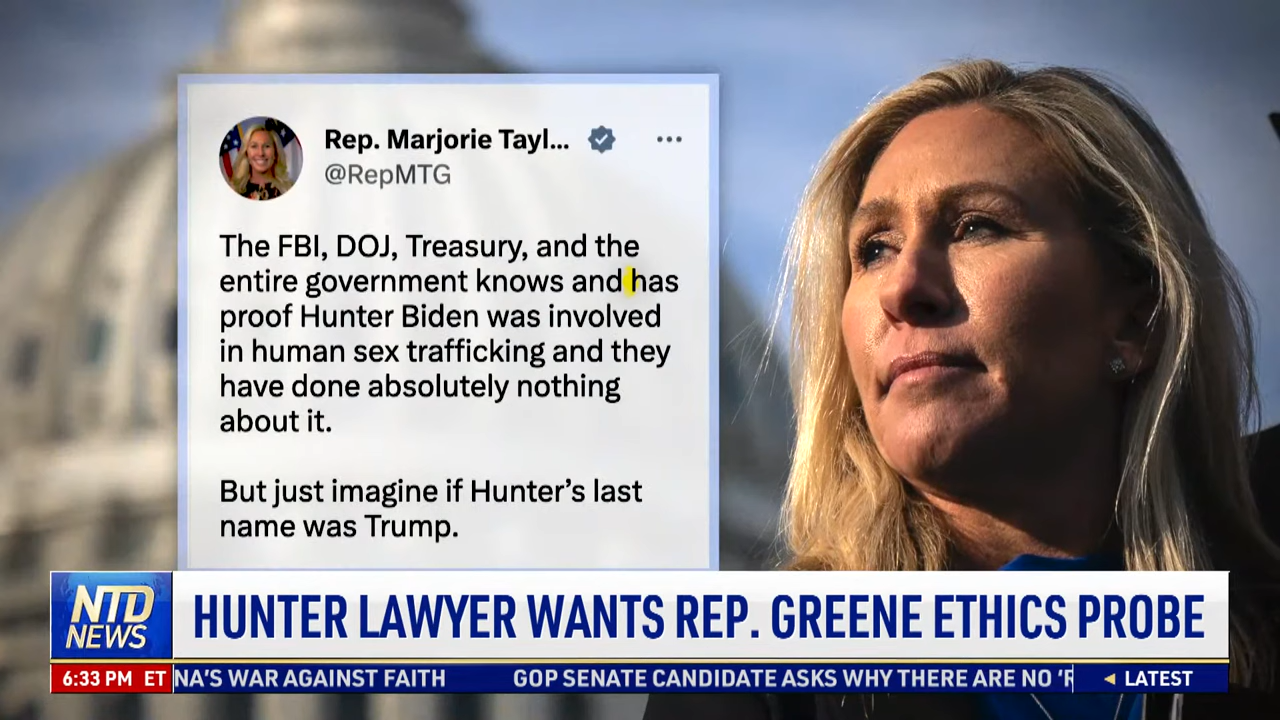 Rep. Marjorie Tayl...
@RepMTG
The FBI, DOJ, Treasury, and the
entire government knows and has
proof Hunter Biden was involved
in human sex trafficking and they
have done absolutely nothing
about it.
But just imagine if Hunter's last
name was Trump.
NTD
NEWS
HUNTER LAWYER WANTS REP. GREENE ETHICS PROBE
6:33 PM ET
NA'S WAR AGAINST FAITH GOP SENATE CANDIDATE ASKS WHY THERE ARE NO
LATEST